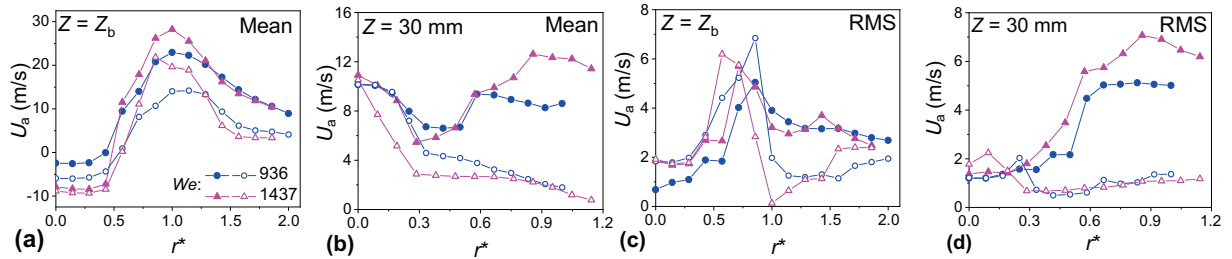 Z = Zb
Mean
Ua (m/s)
30
20
10
0
-10
We:
936
1437
0.0
0.5
1.0
1.5
2.0
r*
(a)
Z = 30 mm
Mean
Ua (m/s)
16
12
8
4
0
0.0
0.3
0.6
0.9
1.2
r*
(b)
Z = Zb
RMS
Ua (m/s)
8
6
4
2
0
0.0
0.5
1.0
1.5
2.0
r*
(c)
Z = 30 mm
RMS
Ua (m/s)
8
6
4
2
0
0.0
0.3
0.6
0.9
1.2
r*
(d)